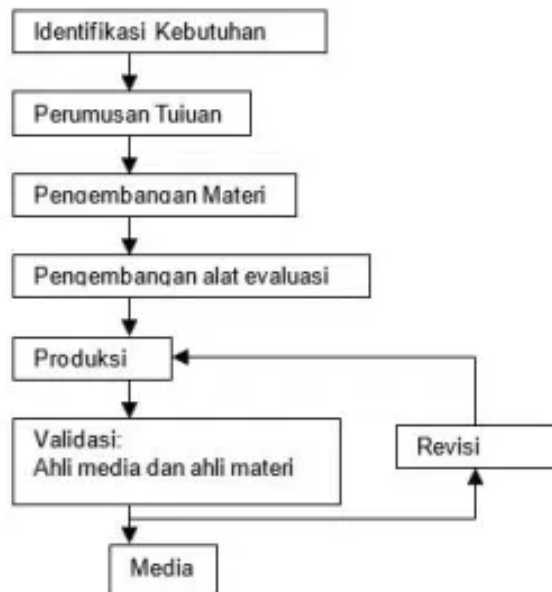 Identifikasi Kebutuhan
Perumusan Tujuan
Pengembangan Materi
Pengembangan alat evaluasi
Produksi
Validasi:
Ahli media dan ahli materi
Revisi
Media